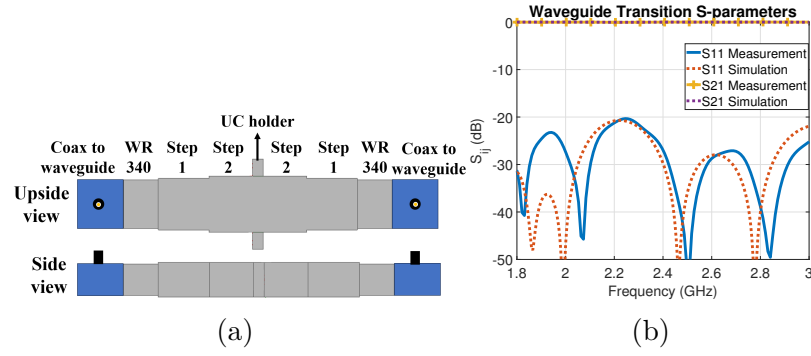 UC holder
Coax to waveguide
WR 340
Step 1
Step 2
Step 2
Step 1
WR 340
Coax to waveguide
Upside view
Side view
(a)
Waveguide Transition S-parameters
S11 Measurement
S11 Simulation
S21 Measurement
S21 Simulation
S_ij (dB)
0
-10
-20
-30
-40
-50
1.8 2 2.2 2.4 2.6 2.8 3
Frequency (GHz)
(b)